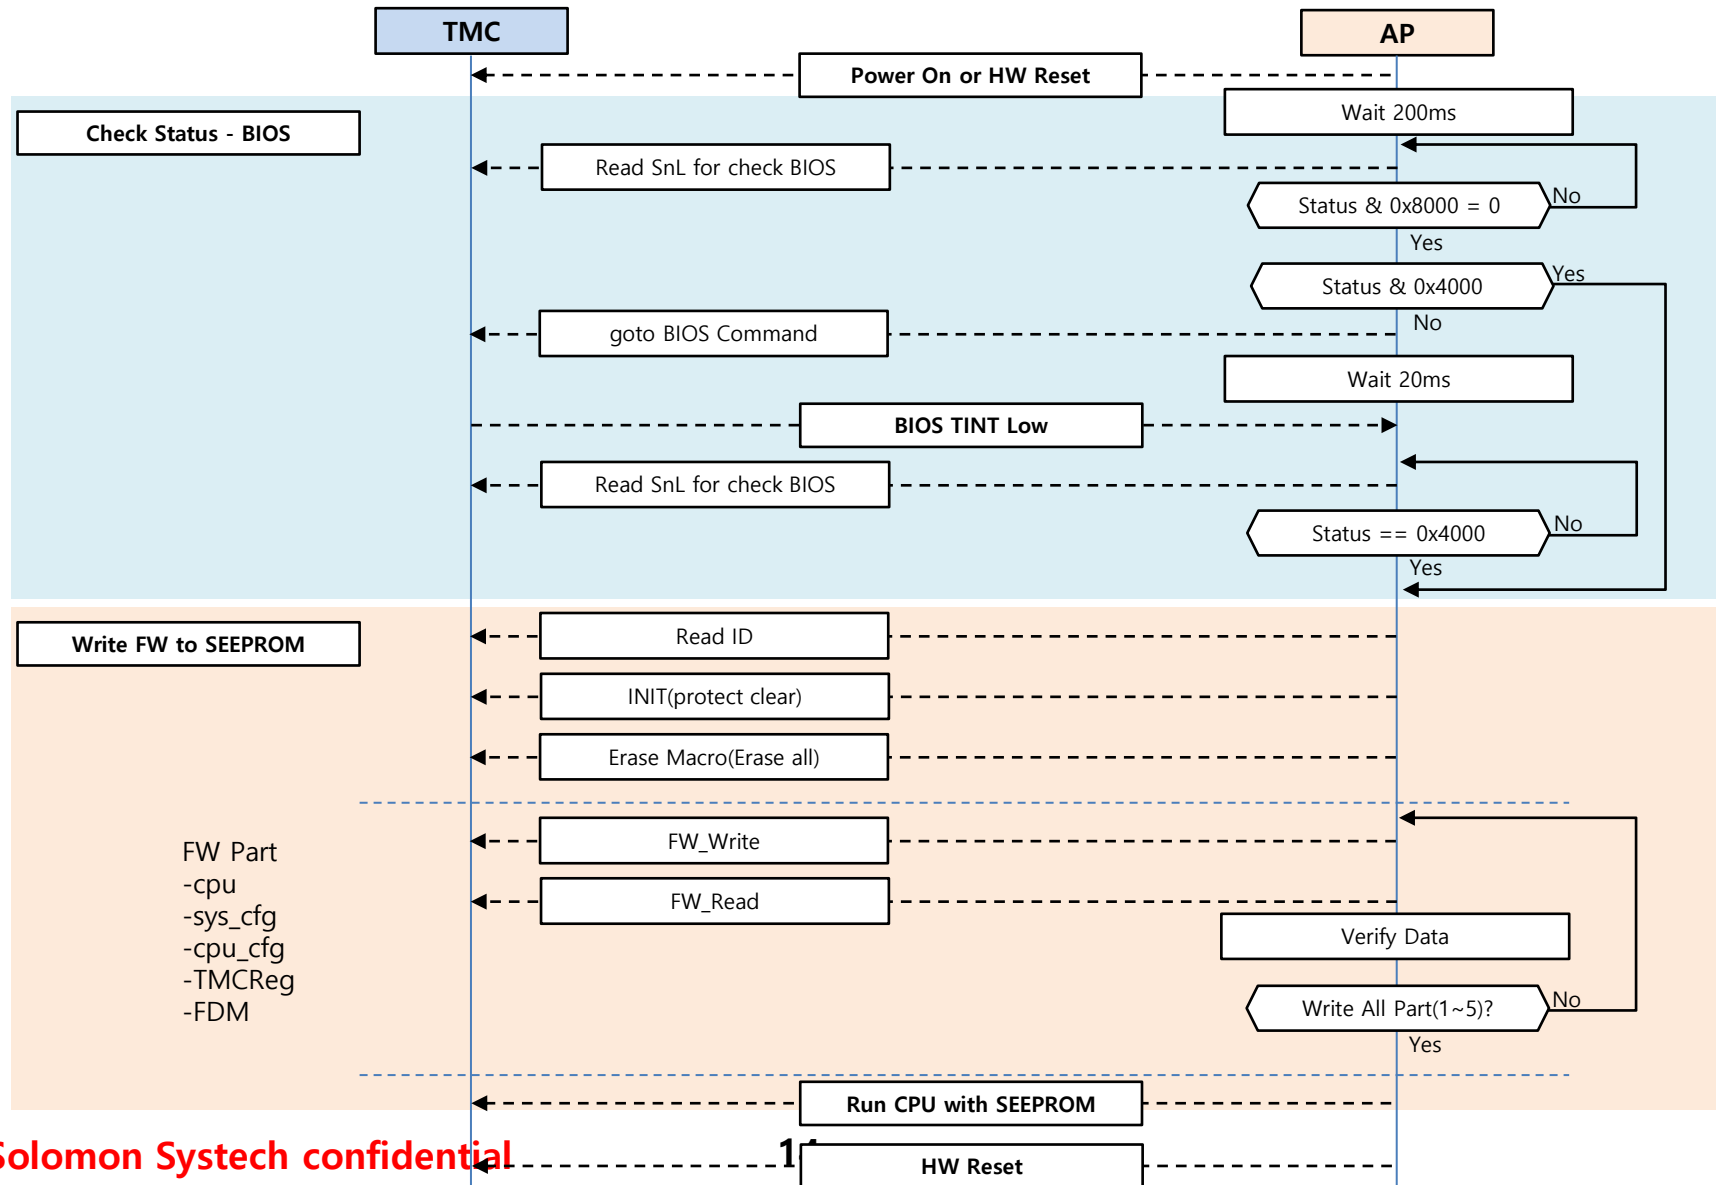 TMC
AP
Power On or HW Reset
Wait 200ms
Check Status - BIOS
Read SnL for check BIOS
Status & 0x8000 = 0
No
Yes
Status & 0x4000
Yes
No
goto BIOS Command
Wait 20ms
BIOS TINT Low
Read SnL for check BIOS
Status == 0x4000
No
Yes
Write FW to SEEPROM
Read ID
INIT(protect clear)
Erase Macro(Erase all)
FW_Write
FW Part
-cpu
-sys_cfg
-cpu_cfg
-TMCReg
-FDM
FW_Read
Verify Data
Write All Part(1~5)?
No
Yes
Run CPU with SEEPROM
Solomon Systech confidential
HW Reset